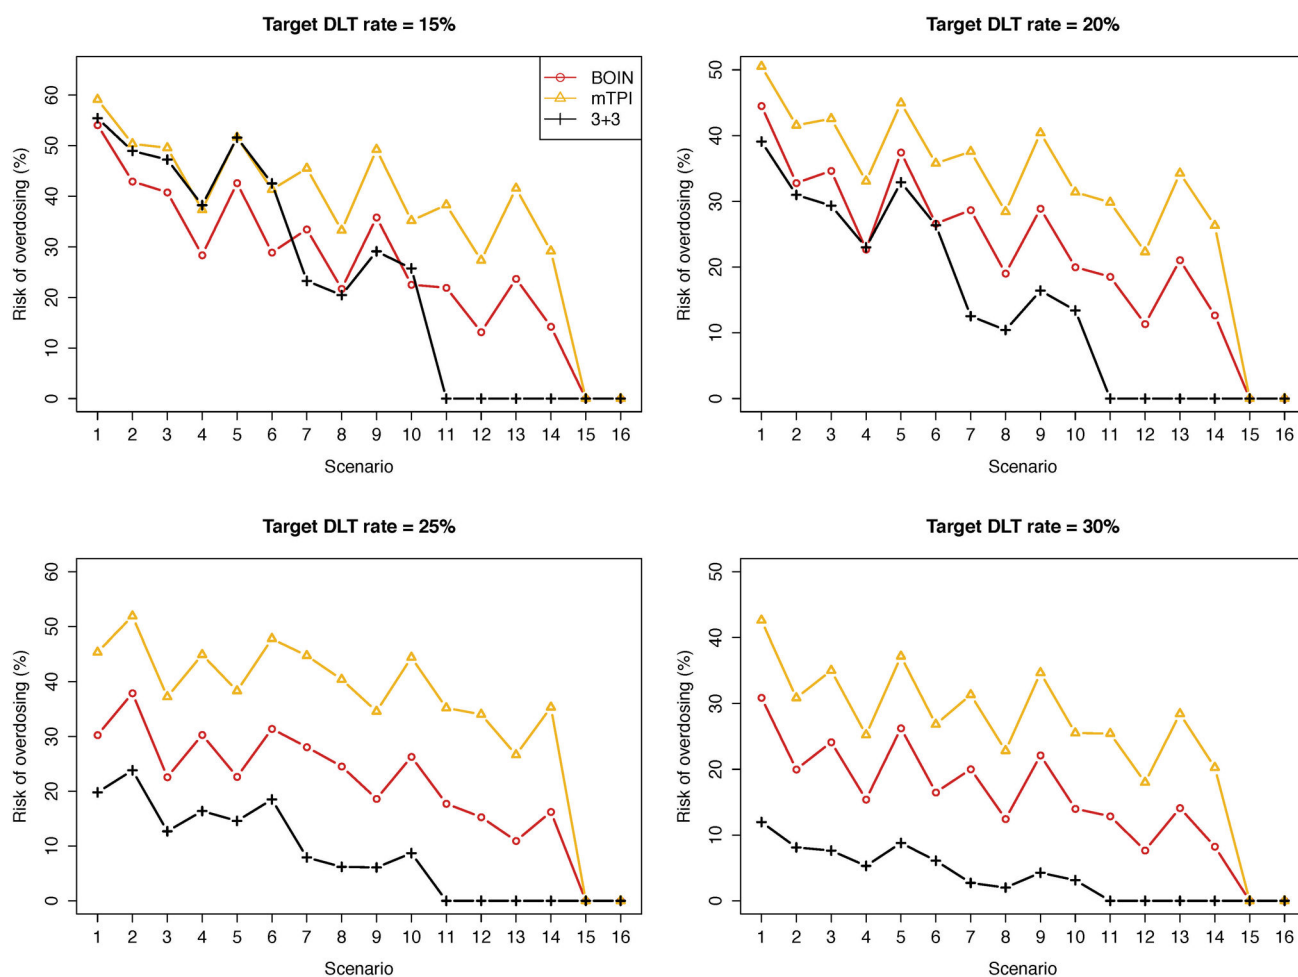 Target DLT rate = 15%
Risk of overdosing (%)
0 10 20 30 40 50 60
BOIN
mTPI
3+3
1 2 3 4 5 6 7 8 9 10 11 12 13 14 15 16
Scenario
Target DLT rate = 20%
Risk of overdosing (%)
0 10 20 30 40 50
1 2 3 4 5 6 7 8 9 10 11 12 13 14 15 16
Scenario
Target DLT rate = 25%
Risk of overdosing (%)
0 10 20 30 40 50 60
1 2 3 4 5 6 7 8 9 10 11 12 13 14 15 16
Scenario
Target DLT rate = 30%
Risk of overdosing (%)
0 10 20 30 40 50
1 2 3 4 5 6 7 8 9 10 11 12 13 14 15 16
Scenario